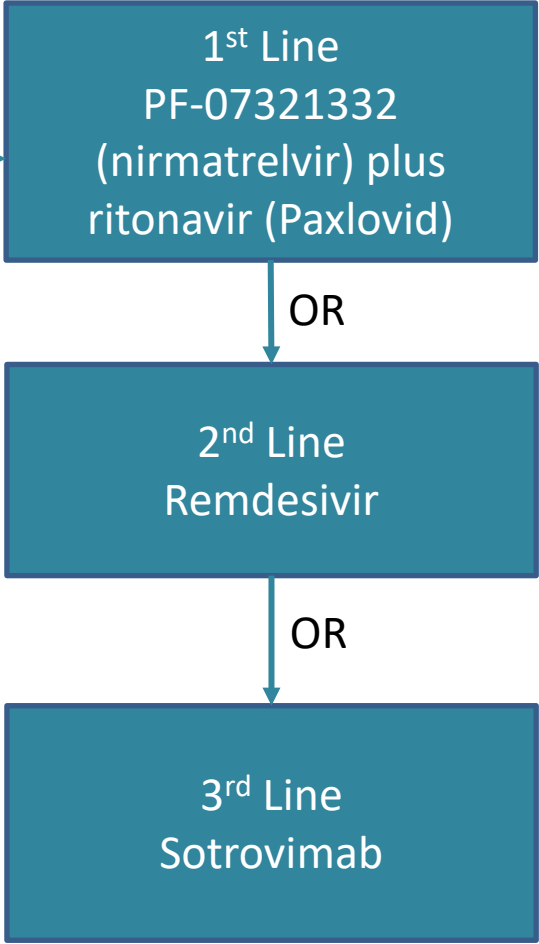 1st Line
PF-07321332
(nirmatrelvir) plus
ritonavir (Paxlovid)
OR
2nd Line
Remdesivir
OR
3rd Line
Sotrovimab